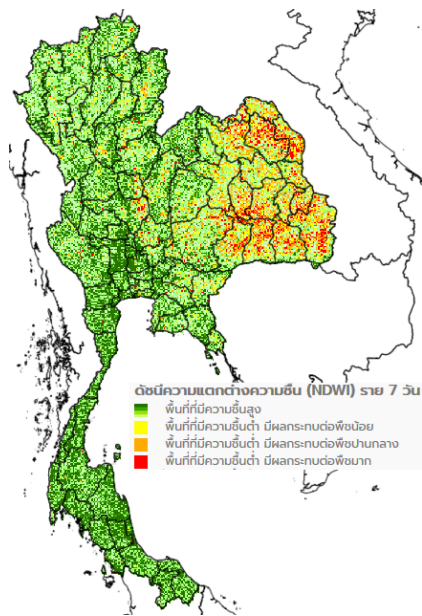 ดัชนีความแตกต่างความชื้น (NDWI) ราย 7 วัน
พื้นที่ที่มีความชื้นสูง
พื้นที่ที่มีความชื้นต่ำ มีผลกระทบต่อพืชน้อย
พื้นที่ที่มีความชื้นต่ำ มีผลกระทบต่อพืชปานกลาง
พื้นที่ที่มีความชื้นต่ำ มีผลกระทบต่อพืชมาก